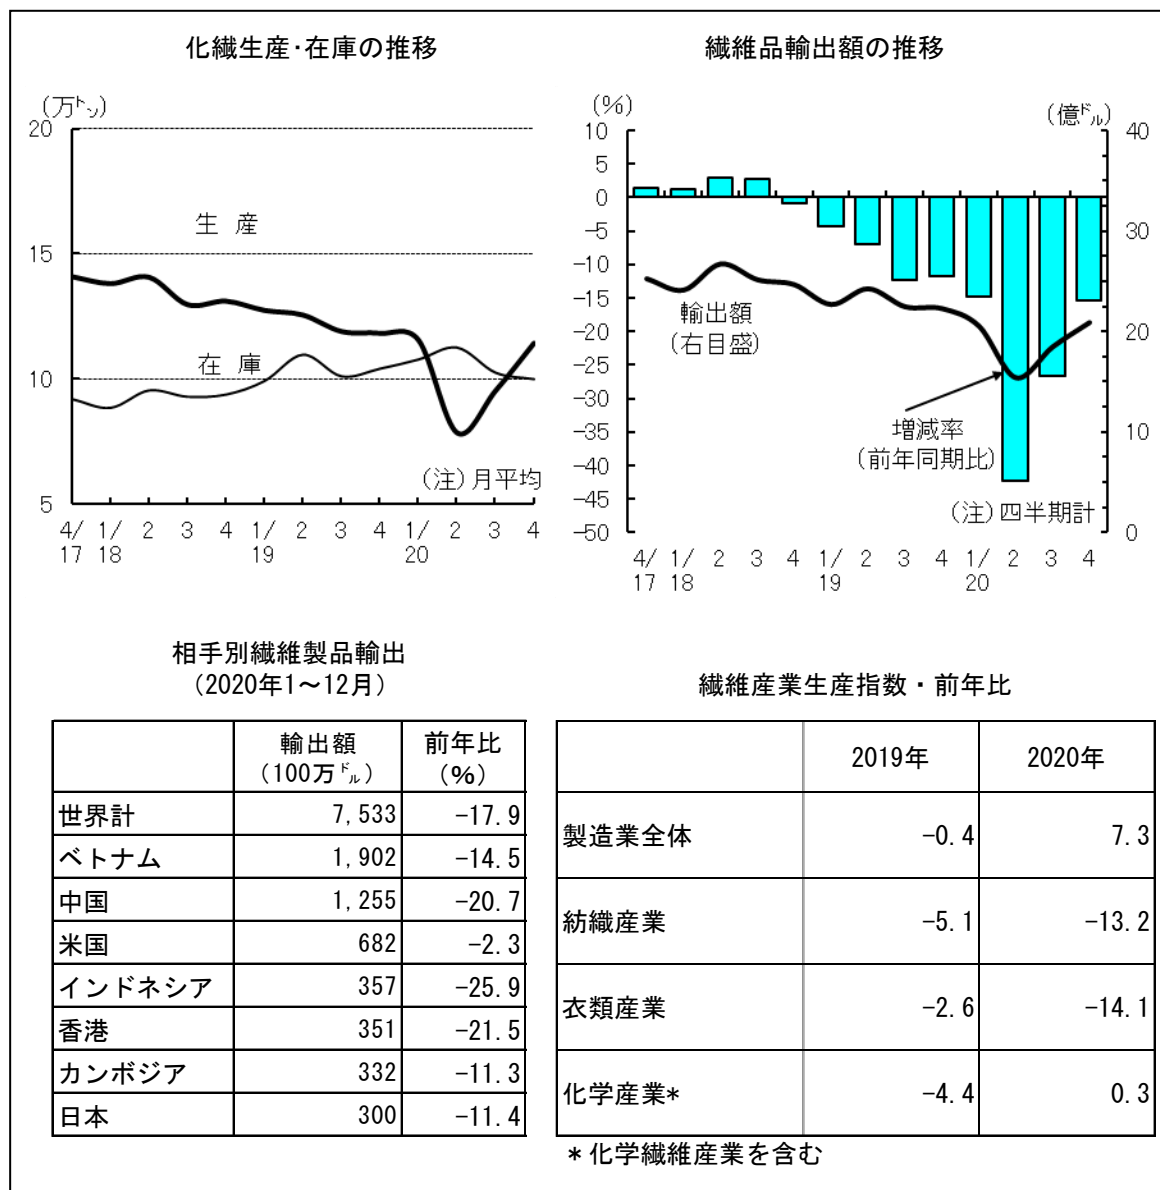 化繊生産･在庫の推移
(万㌧)
20
15
10
5
生 産
在 庫
(注)月平均
4/ 1/ 2 3 4 1/ 2 3 4 1/ 2 3 4
17 18 19 20
繊維品輸出額の推移
(%)
(億㌦)
10
5
0
-5
-10
-15
-20
-25
-30
-35
-40
-45
-50
40
30
20
10
0
輸出額
(右目盛)
増減率
(前年同期比)
(注)四半期計
4/ 1/ 2 3 4 1/ 2 3 4 1/ 2 3 4
17 18 19 20
相手別繊維製品輸出
(2020年1～12月)
輸出額 前年比
(100万㌦) (%)
世界計 7,533 -17.9
ベトナム 1,902 -14.5
中国 1,255 -20.7
米国 682 -2.3
インドネシア 357 -25.9
香港 351 -21.5
カンボジア 332 -11.3
日本 300 -11.4
繊維産業生産指数・前年比
2019年 2020年
製造業全体 -0.4 7.3
紡織産業 -5.1 -13.2
衣類産業 -2.6 -14.1
化学産業* -4.4 0.3
*化学繊維産業を含む